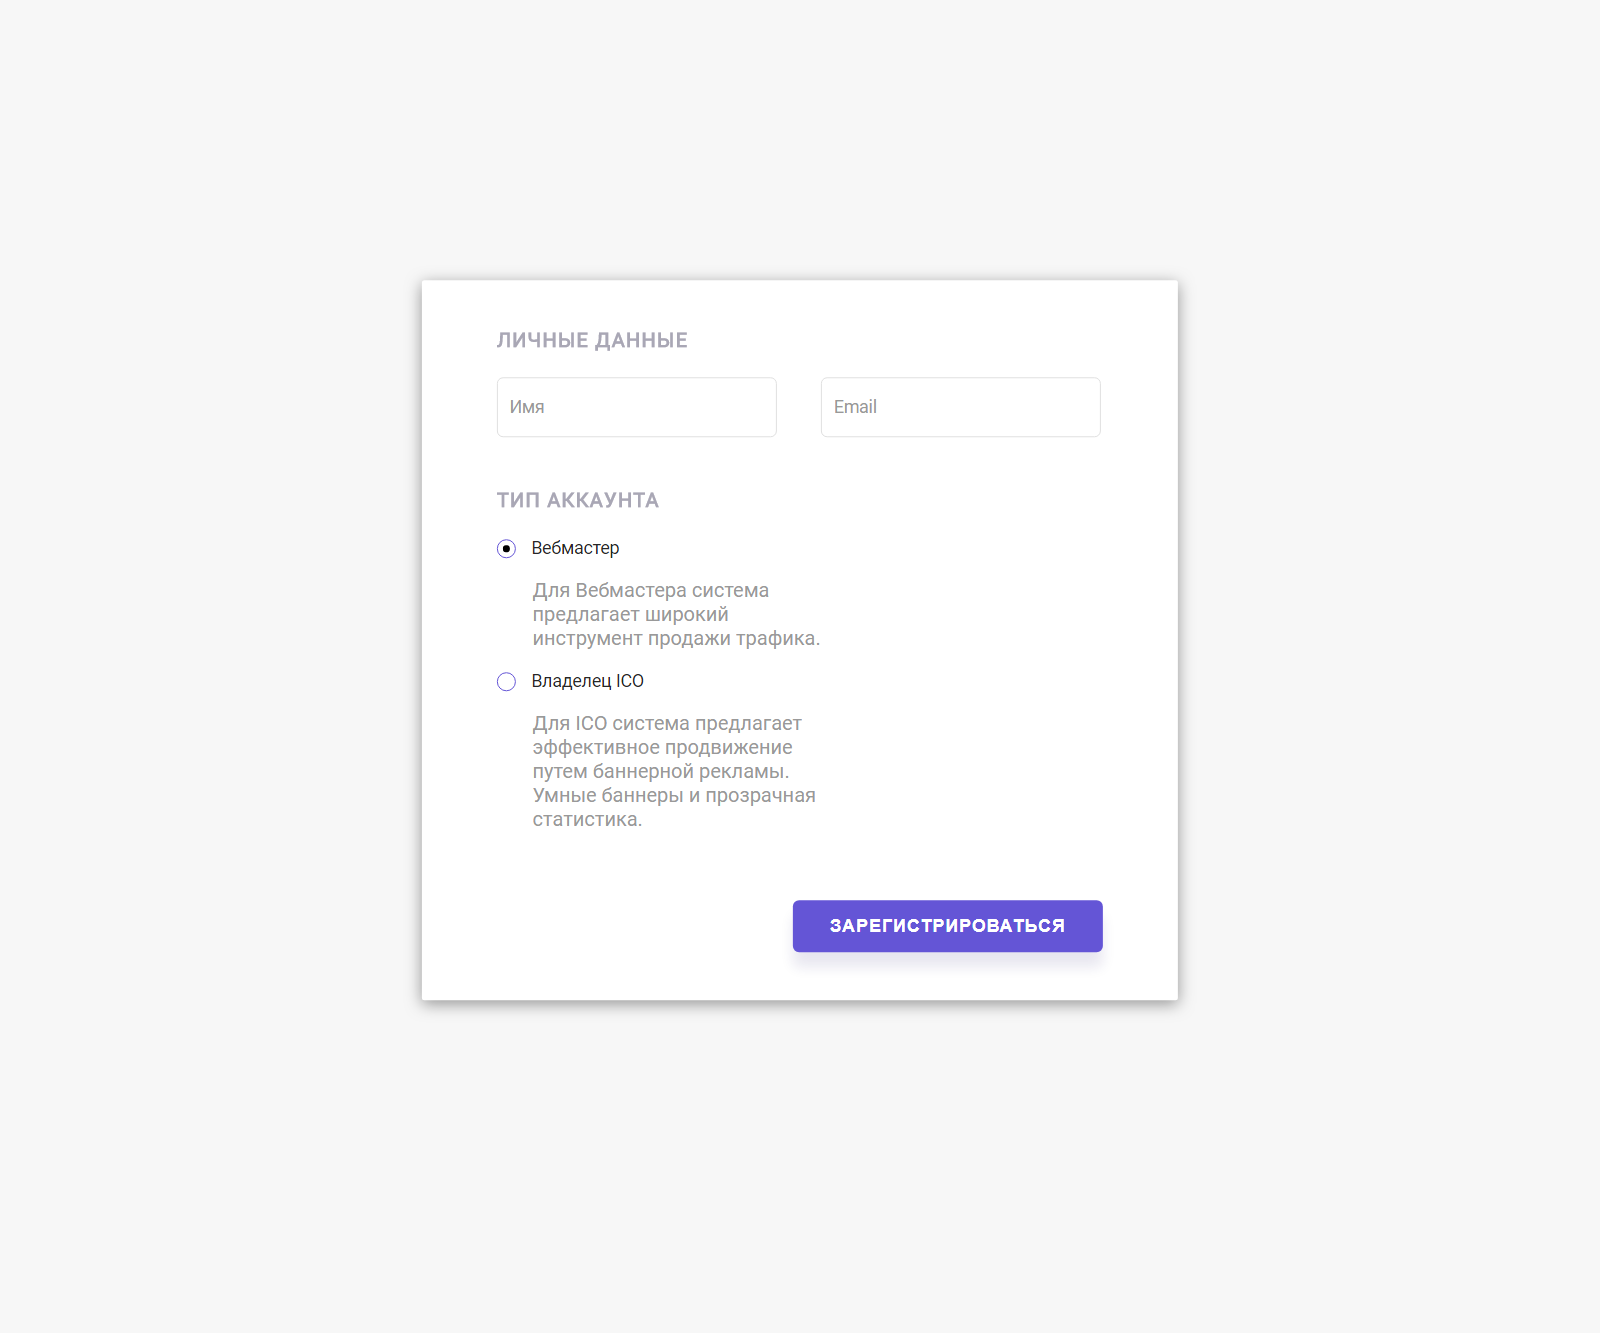 ЛИЧНЫЕ ДАННЫЕ
Имя
Email
ТИП АККАУНТА
Вебмастер
Для Вебмастера система
предлагает широкий
инструмент продажи трафика.
Владелец ICO
Для ICO система предлагает
эффективное продвижение
путем баннерной рекламы.
Умные баннеры и прозрачная
статистика.
ЗАРЕГИСТРИРОВАТЬСЯ